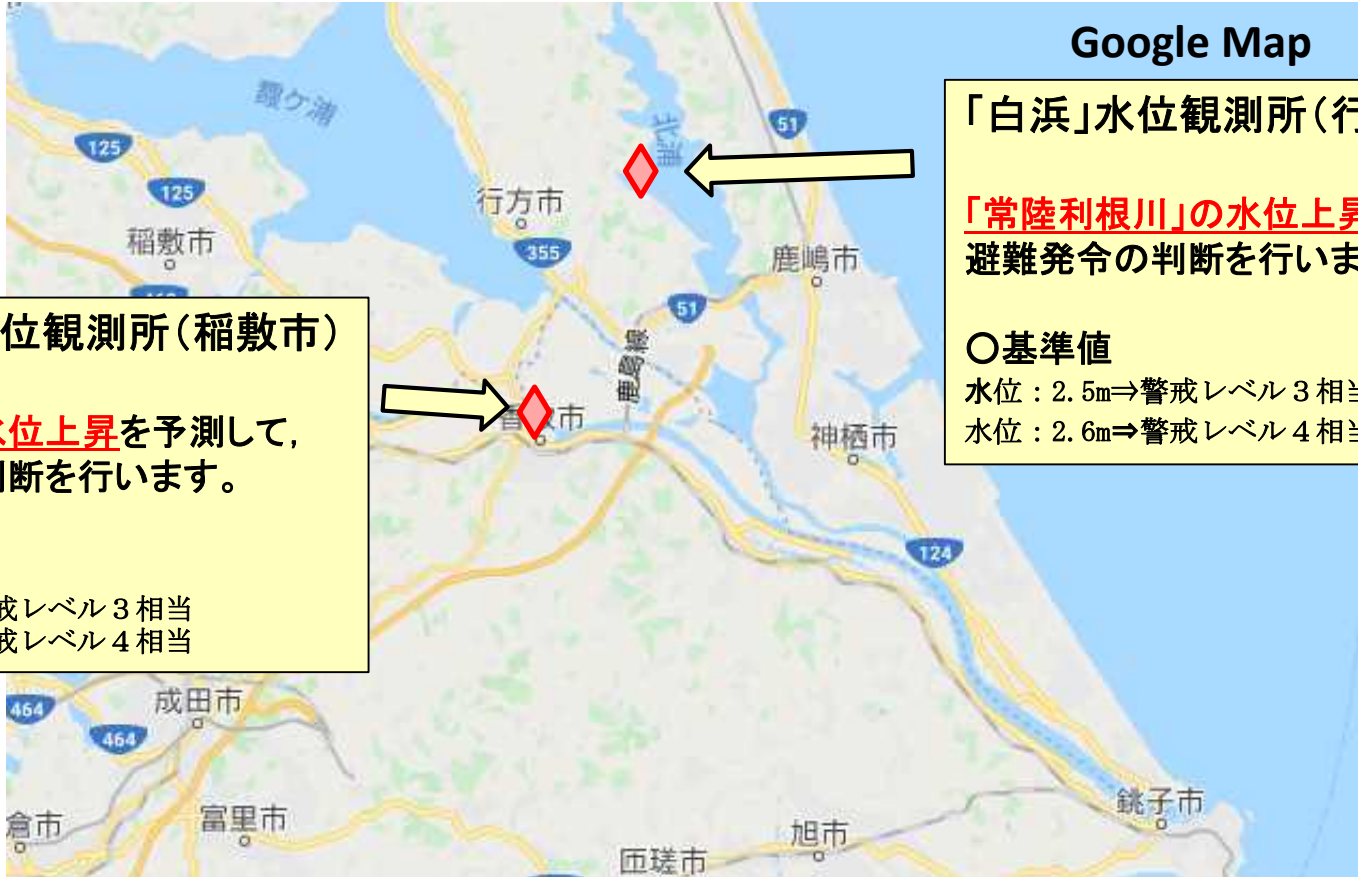 Google Map
霞ケ浦
北浦
51
125
125
行方市
稲敷市
355
鹿嶋市
51
鹿島線
神栖市
124
成田市
464
464
倉市
富里市
匝瑳市
旭市
銚子市
市
「白浜」水位観測所(行
「常陸利根川」の水位上昇
避難発令の判断を行いま
〇基準値
水位:2.5m⇒警戒レベル3相当
水位:2.6m⇒警戒レベル4相当
位観測所(稲敷市)
水位上昇を予測して,
判断を行います。
戒レベル3相当
戒レベル4相当